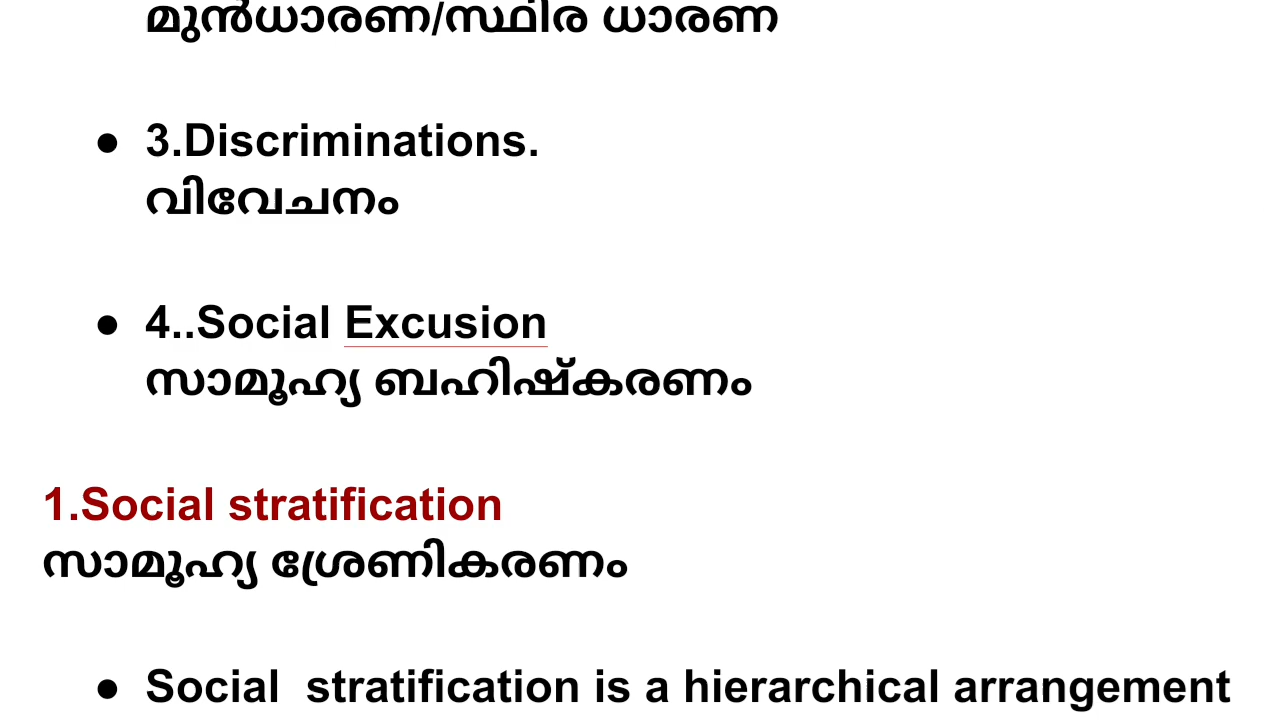 മുൻധാരണ/സ്ഥിര ധാരണ
● 3.Discriminations.
വിവേചനം
● 4..Social Excusion
സാമൂഹ്യ ബഹിഷ്കരണം
1.Social stratification
സാമൂഹ്യ ശ്രേണികരണം
● Social  stratification is a hierarchical arrangement